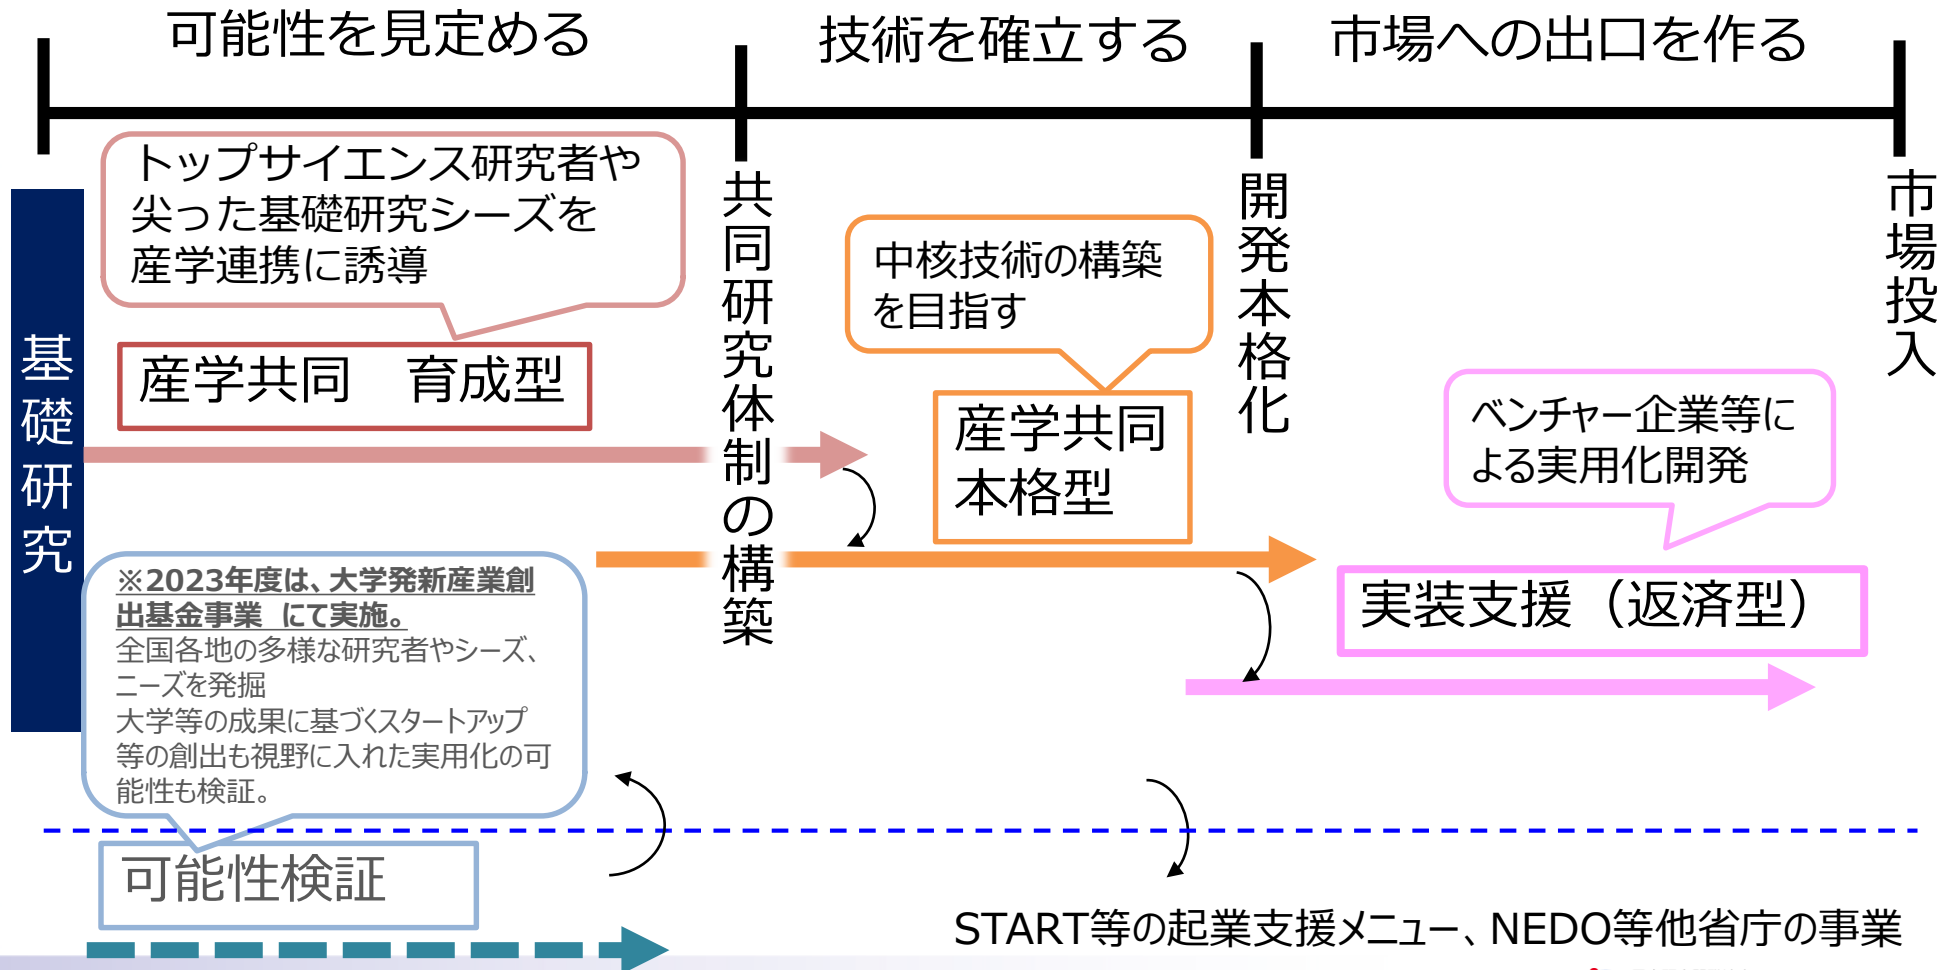 可能性を見定める
技術を確立する
市場への出口を作る
トップサイエンス研究者や
尖った基礎研究シーズを
産学連携に誘導
産学共同　育成型
基礎研究
共同研究体制の構築
中核技術の構築
を目指す
産学共同
本格型
開発本格化
市場投入
ベンチャー企業等に
よる実用化開発
実装支援（返済型）
※2023年度は、大学発新産業創
出基金事業　にて実施。
全国各地の多様な研究者やシーズ、
ニーズを発掘
大学等の成果に基づくスタートアップ
等の創出も視野に入れた実用化の可
能性も検証。
可能性検証
START等の起業支援メニュー、NEDO等他省庁の事業